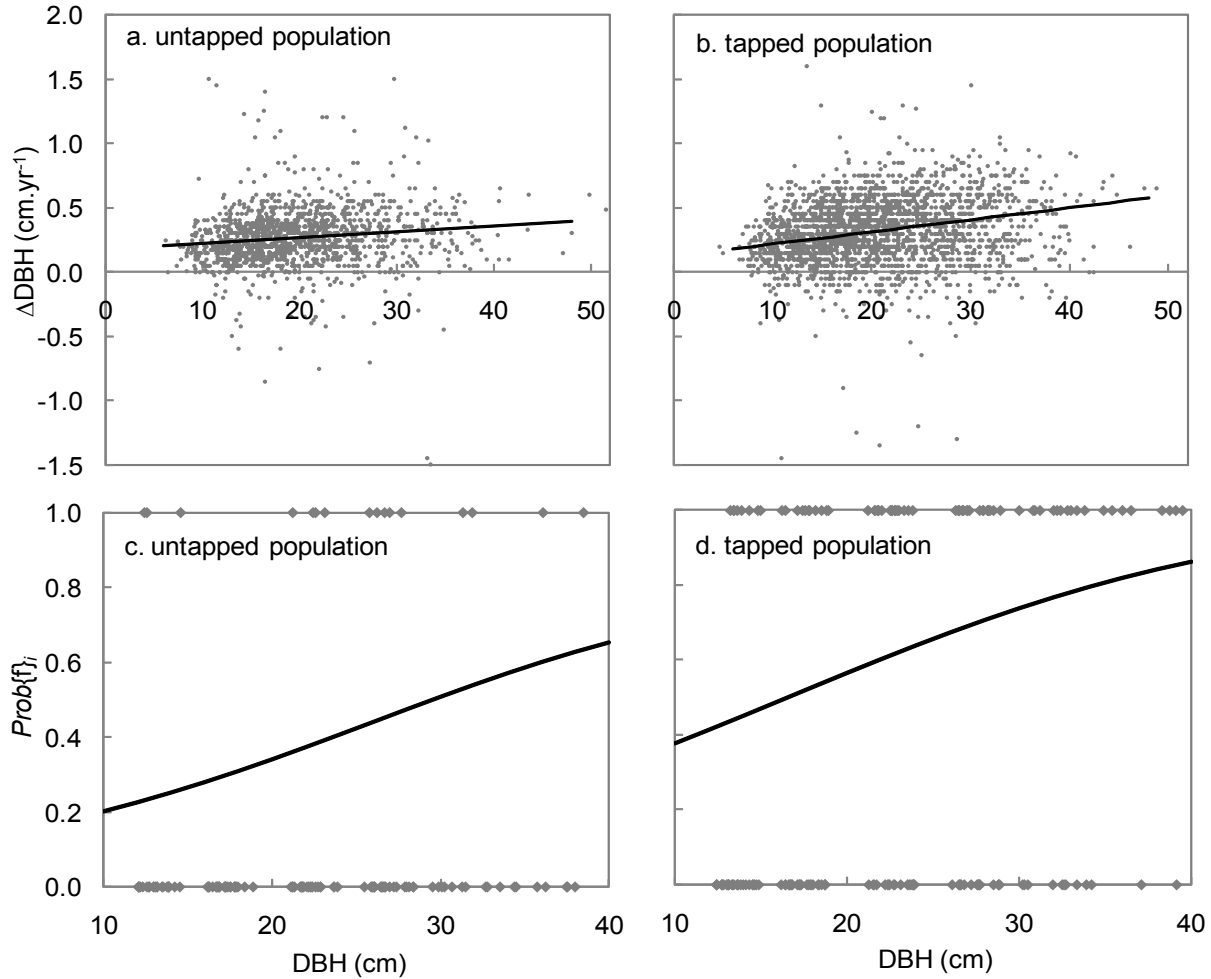 2.0
1.5
1.0
0.5
0.0
-0.5
-1.0
-1.5
ΔDBH (cm.yr⁻¹)
a. untapped population
0 10 20 30 40 50
b. tapped population
0 10 20 30 40 50
1.0
0.8
0.6
0.4
0.2
0.0
Prob{f}ᵢ
c. untapped population
10 20 30 40
DBH (cm)
d. tapped population
10 20 30 40
DBH (cm)